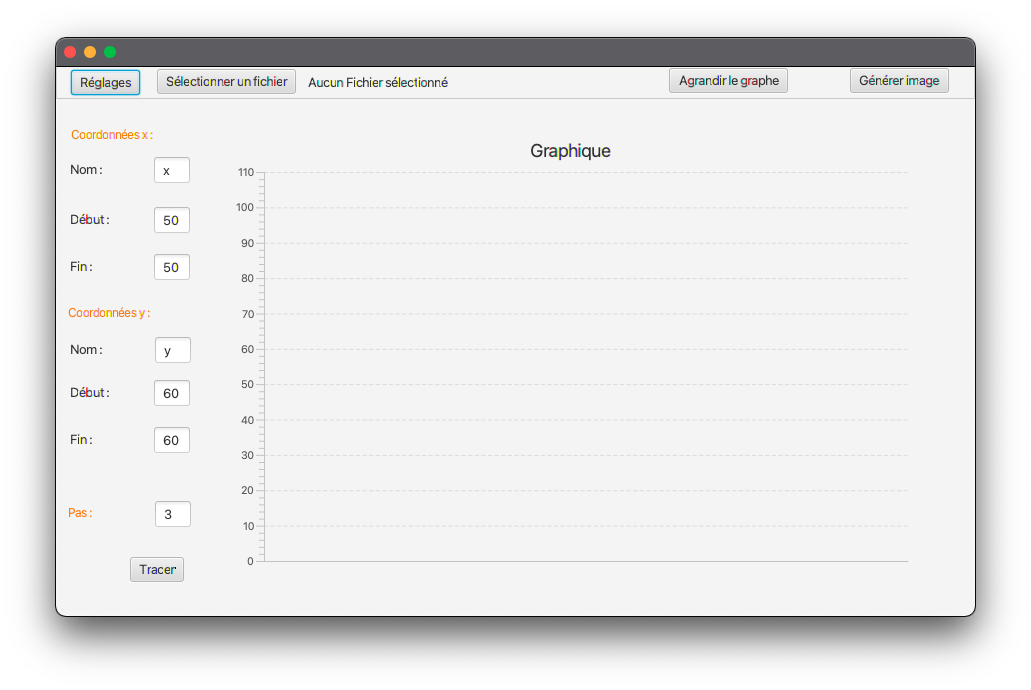 Réglages Sélectionner un fichier Aucun Fichier sélectionné Agrandir le graphe Générer image
Coordonnées x :
Nom : x
Début : 50
Fin : 50
Coordonnées y :
Nom : y
Début : 60
Fin : 60
Pas : 3
Tracer
Graphique
110
100
90
80
70
60
50
40
30
20
10
0